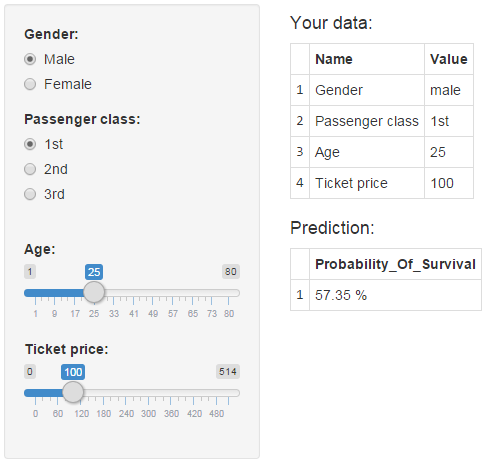 Gender:
Male
Female
Passenger class:
1st
2nd
3rd
Age:
1 25 80
1 9 17 25 33 41 49 57 65 73 80
Ticket price:
0 100 514
0 60 120 180 240 300 360 420 480
Your data:
Name Value
1 Gender male
2 Passenger class 1st
3 Age 25
4 Ticket price 100
Prediction:
Probability_Of_Survival
1 57.35 %